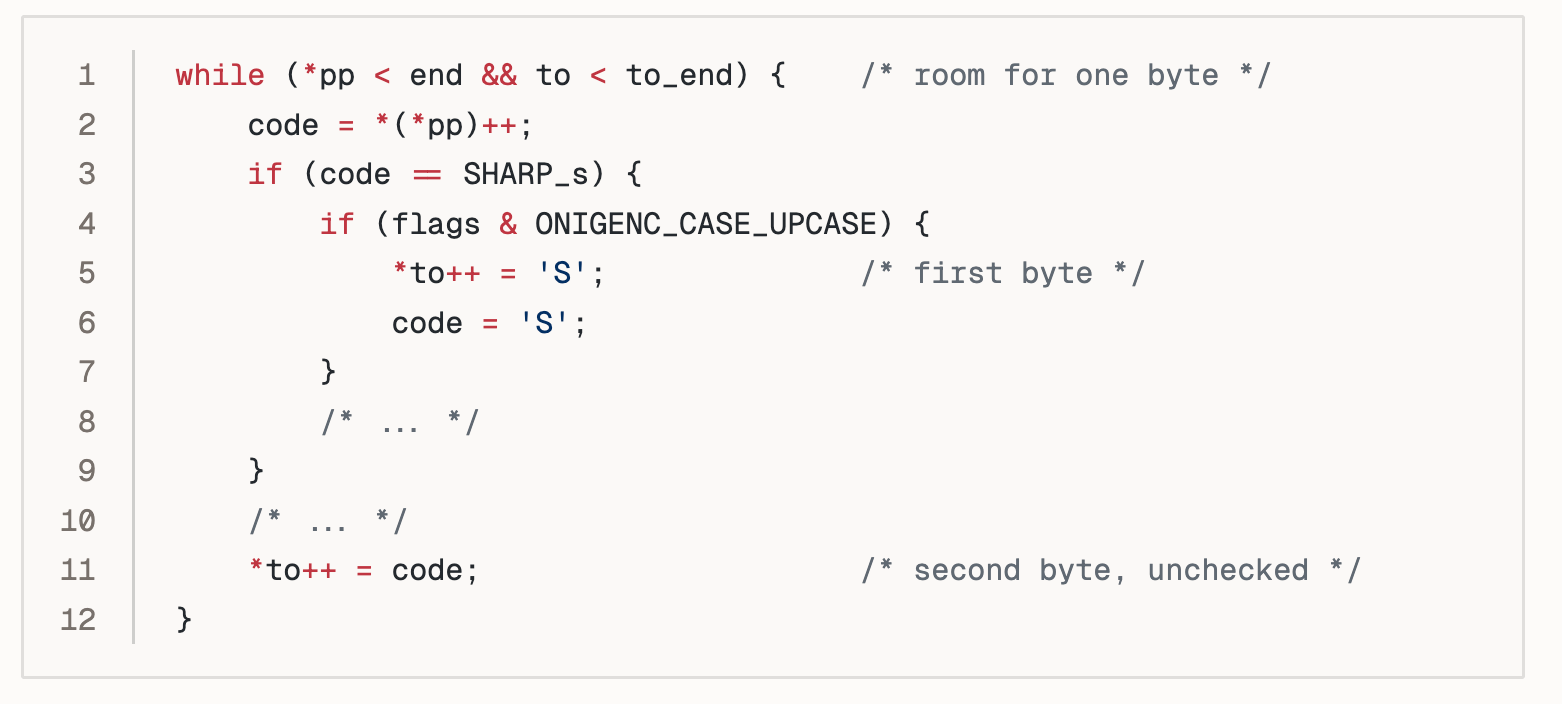 1 while (*pp < end && to < to_end) { /* room for one byte */
2 code = *(*pp)++;
3 if (code == SHARP_s) {
4 if (flags & ONIGENC_CASE_UPCASE) {
5 *to++ = 'S'; /* first byte */
6 code = 'S';
7 }
8 /* ... */
9 }
10 /* ... */
11 *to++ = code; /* second byte, unchecked */
12 }